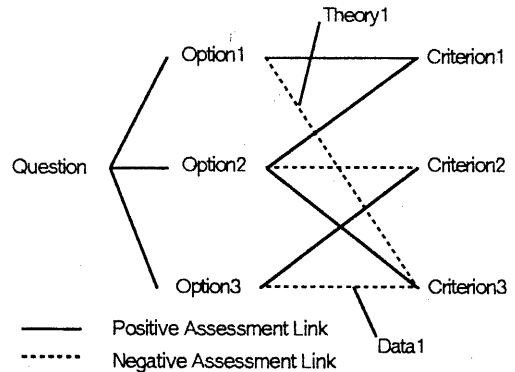 Theory1
Option1
Criterion1
Question
Option2
Criterion2
Option3
Criterion3
Positive Assessment Link
Data1
Negative Assessment Link